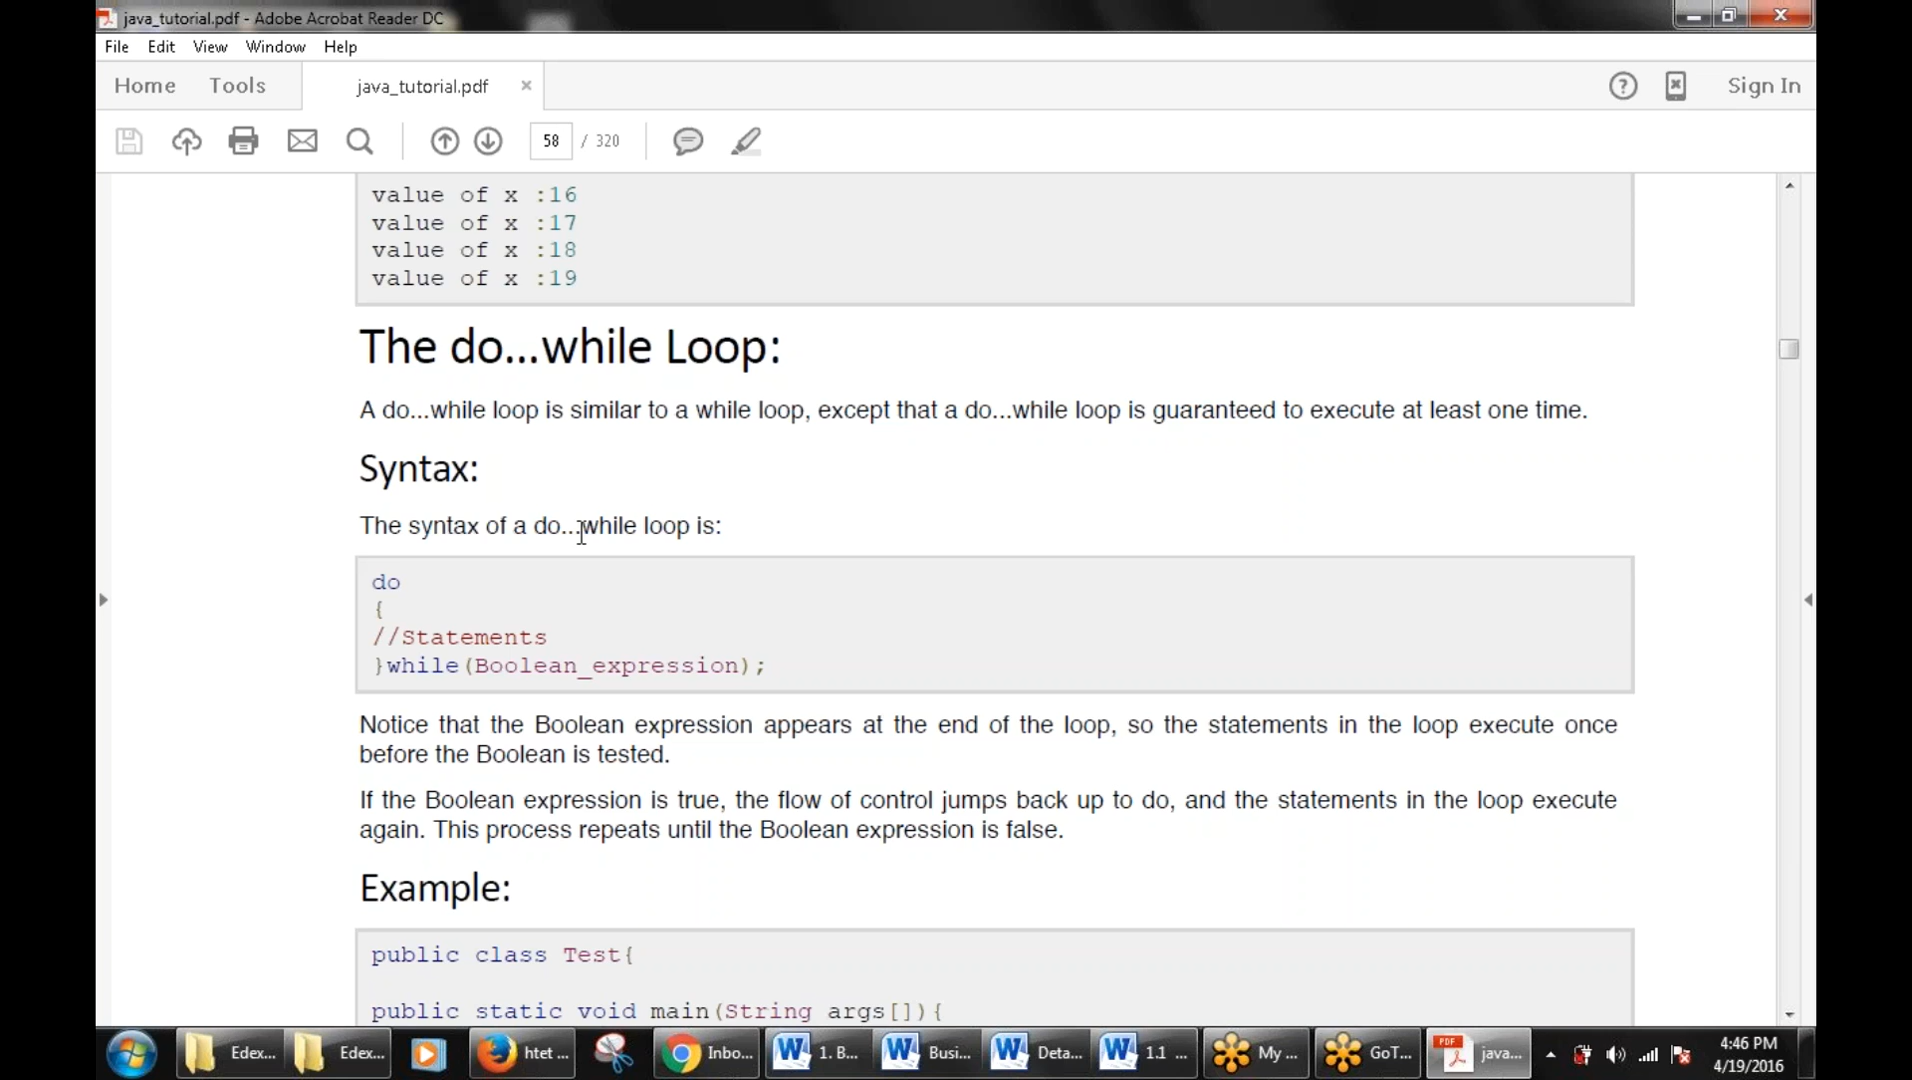 java_tutorial.pdf - Adobe Acrobat Reader DC
File Edit View Window Help
Home Tools java_tutorial.pdf × ? Sign In
58 / 320
value of x :16
value of x :17
value of x :18
value of x :19
The do...while Loop:
A do...while loop is similar to a while loop, except that a do...while loop is guaranteed to execute at least one time.
Syntax:
The syntax of a do...while loop is:
do
{
//Statements
}while(Boolean_expression);
Notice that the Boolean expression appears at the end of the loop, so the statements in the loop execute once
before the Boolean is tested.
If the Boolean expression is true, the flow of control jumps back up to do, and the statements in the loop execute
again. This process repeats until the Boolean expression is false.
Example:
public class Test{
public static void main(String args[]){
Edex... Edex... htet ... Inbo... 1. B... Busi... Deta... 1.1 ... My ... GoT... PDF java... 4:46 PM
4/19/2016